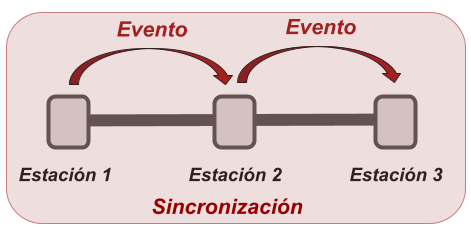 Evento
Evento
Estación 1
Estación 2
Estación 3
Sincronización